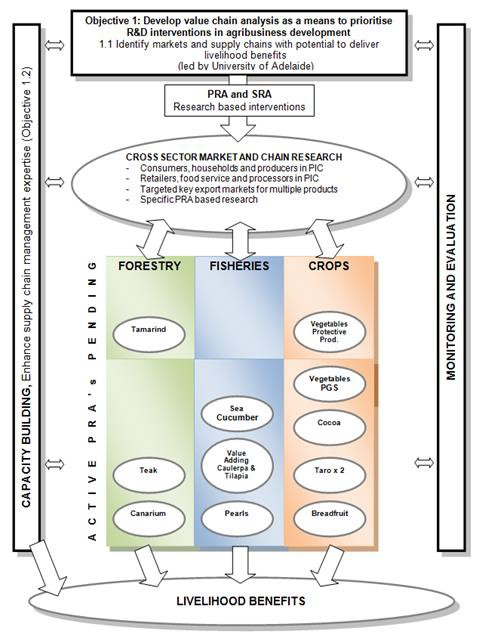 Objective 1: Develop value chain analysis as a means to prioritise
R&D interventions in agribusiness development
1.1 Identify markets and supply chains with potential to deliver
livelihood benefits
(led by University of Adelaide)
PRA and SRA
Research based interventions
CROSS SECTOR MARKET AND CHAIN RESEARCH
- Consumers, households and producers in PIC
- Retailers, food service and processors in PIC
- Targeted key export markets for multiple products
- Specific PRA based research
CAPACITY BUILDING, Enhance supply chain management expertise (Objective 1.2)
MONITORING AND EVALUATION
ACTIVE PRA's PENDING
FORESTRY
FISHERIES
CROPS
Tamarind
Vegetables
Protective
Prod.
Vegetables
PGS
Sea
Cucumber
Cocoa
Teak
Value
Adding
Caulerpa &
Tilapia
Taro x 2
Canarium
Pearls
Breadfruit
LIVELIHOOD BENEFITS